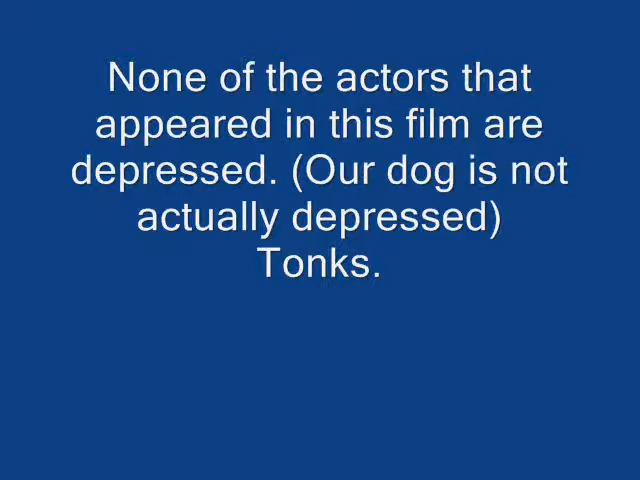 None of the actors that
appeared in this film are
depressed. (Our dog is not
actually depressed)
Tonks.